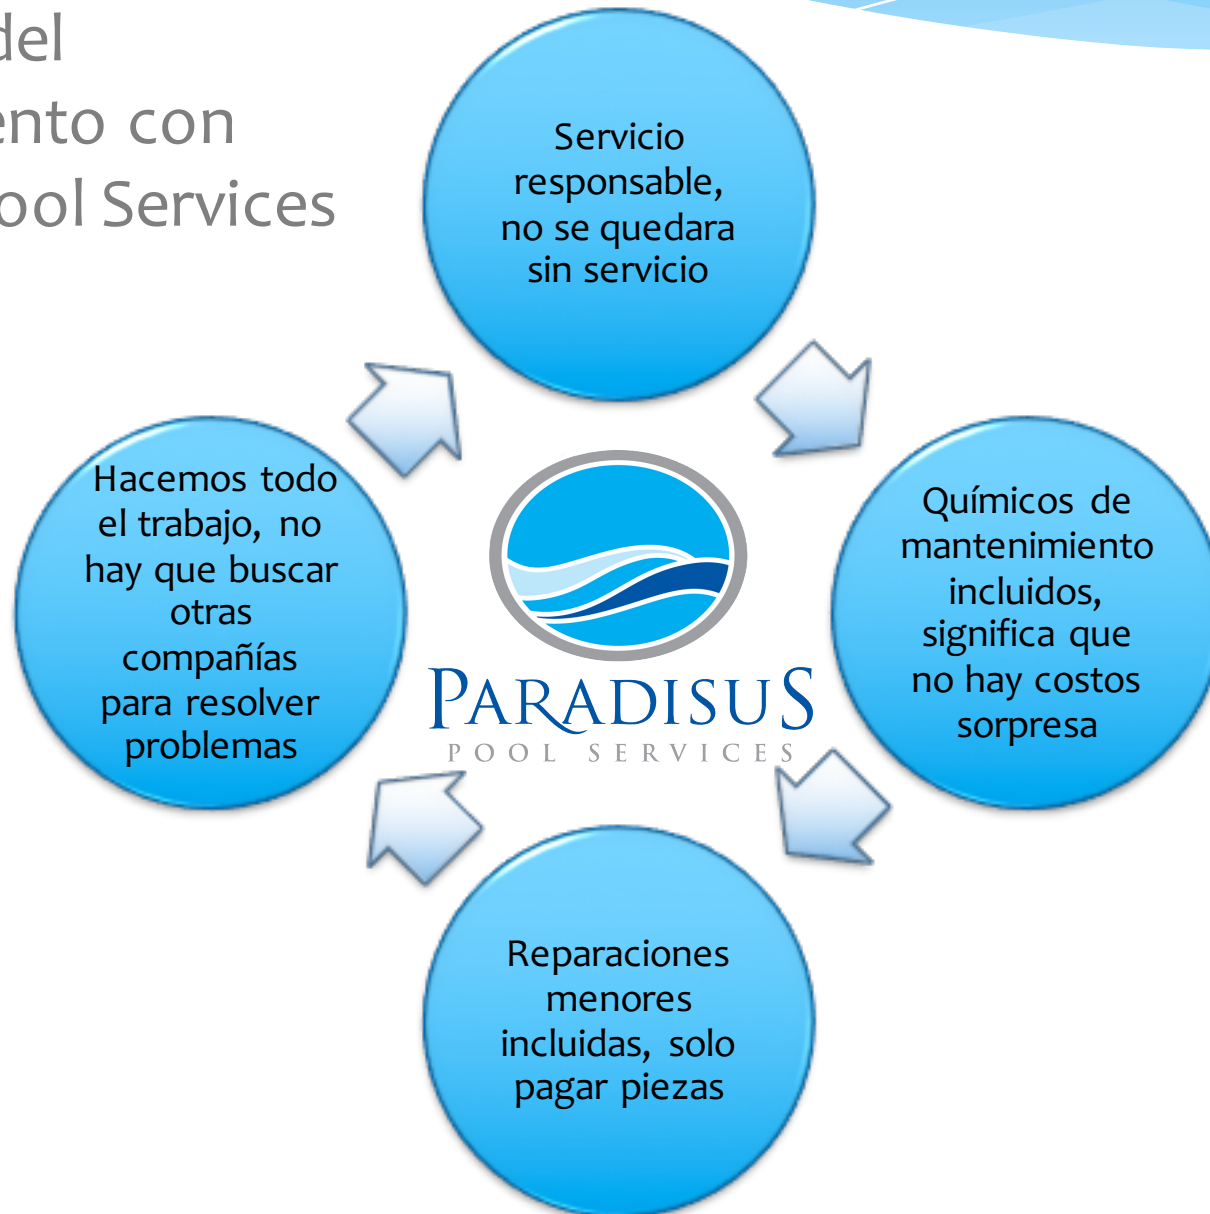 del
ento con
ool Services
Servicio
responsable,
no se quedara
sin servicio
Químicos de
mantenimiento
incluidos,
significa que
no hay costos
sorpresa
Reparaciones
menores
incluidas, solo
pagar piezas
Hacemos todo
el trabajo, no
hay que buscar
otras
compañías
para resolver
problemas
PARADISUS
POOL SERVICES